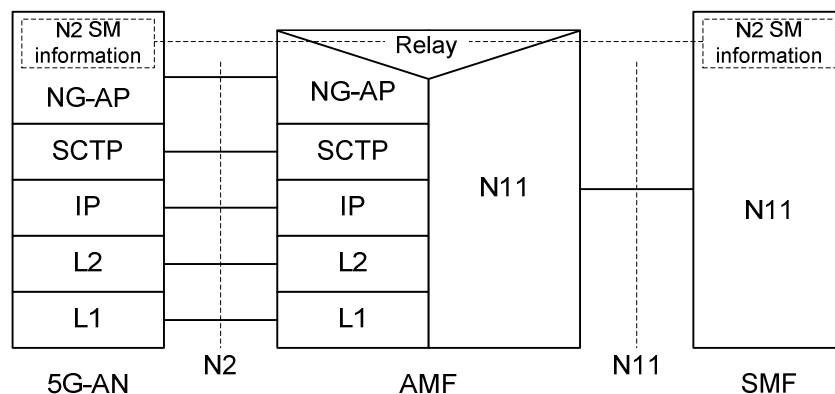 N2 SM
information
NG-AP
SCTP
IP
L2
L1
5G-AN
N2
Relay
NG-AP
SCTP
IP
L2
L1
N11
AMF
N11
N2 SM
information
N11
SMF